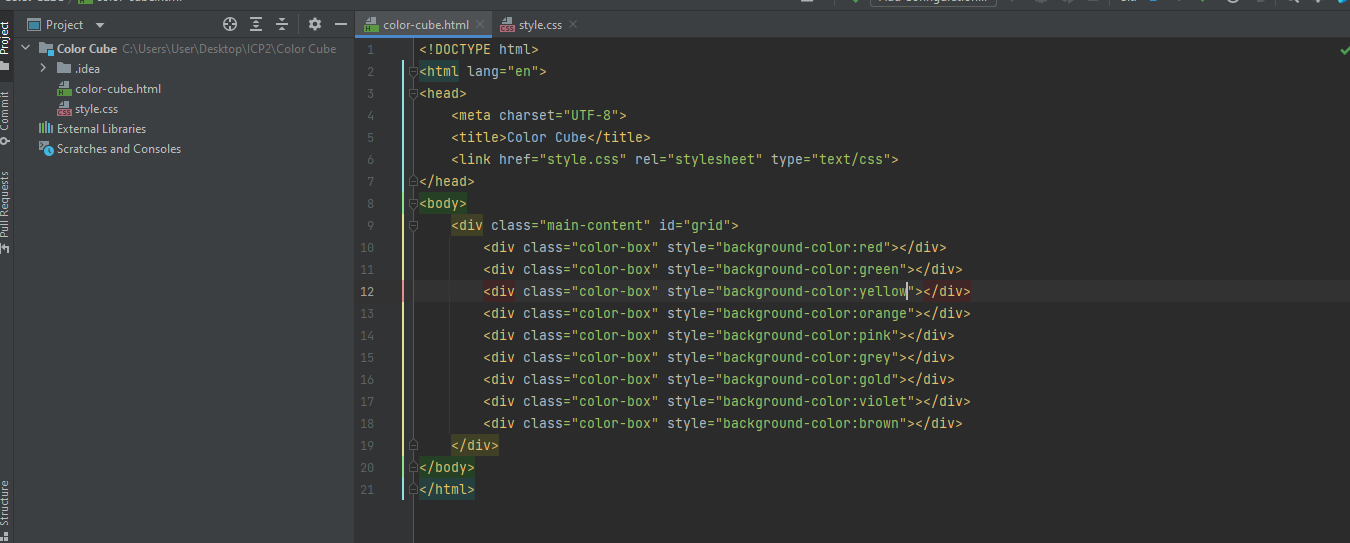 Project
color-cube.html
style.css
Color Cube C:\Users\User\Desktop\ICP2\Color Cube
.idea
color-cube.html
style.css
External Libraries
Scratches and Consoles
Project
Commit
Pull Requests
Structure
1 <!DOCTYPE html>
2 <html lang="en">
3 <head>
4 <meta charset="UTF-8">
5 <title>Color Cube</title>
6 <link href="style.css" rel="stylesheet" type="text/css">
7 </head>
8 <body>
9 <div class="main-content" id="grid">
10 <div class="color-box" style="background-color:red"></div>
11 <div class="color-box" style="background-color:green"></div>
12 <div class="color-box" style="background-color:yellow"></div>
13 <div class="color-box" style="background-color:orange"></div>
14 <div class="color-box" style="background-color:pink"></div>
15 <div class="color-box" style="background-color:grey"></div>
16 <div class="color-box" style="background-color:gold"></div>
17 <div class="color-box" style="background-color:violet"></div>
18 <div class="color-box" style="background-color:brown"></div>
19 </div>
20 </body>
21 </html>